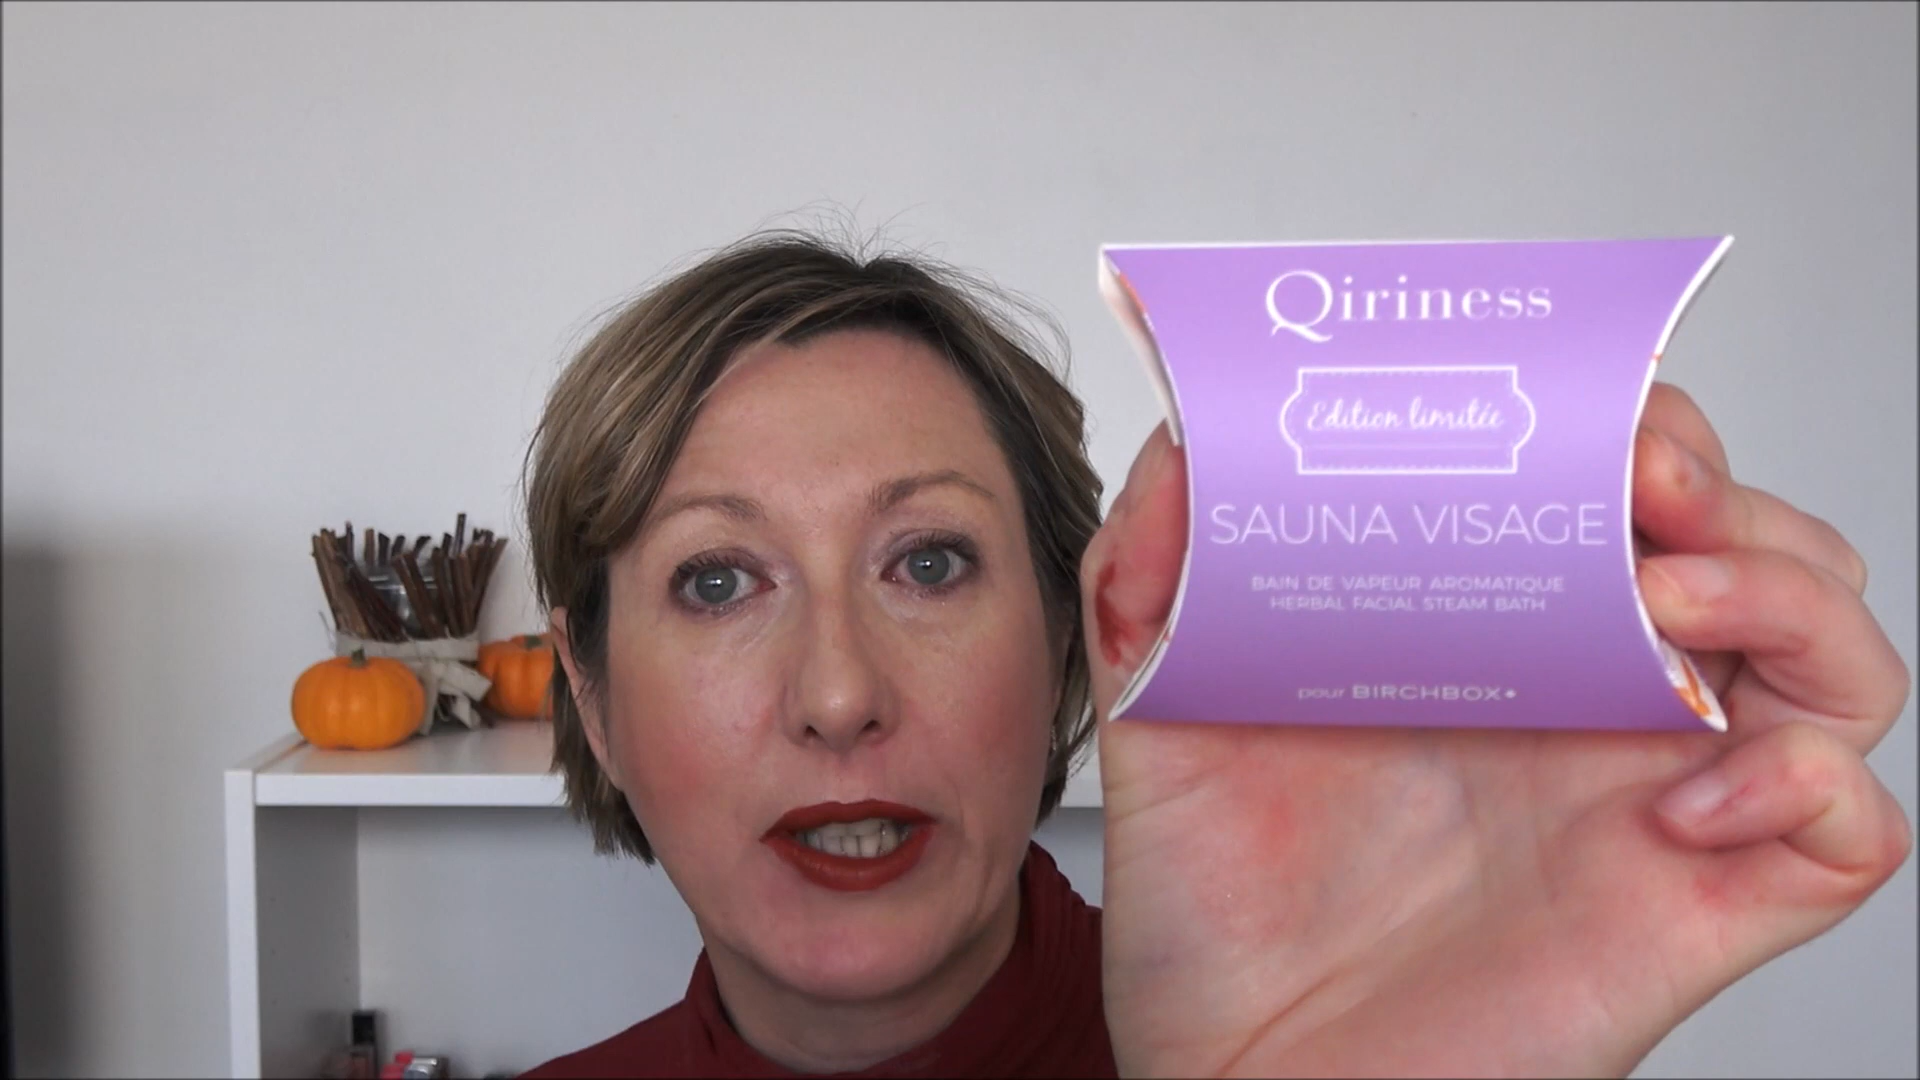 Qiriness
Edition limitée
SAUNA VISAGE
BAIN DE VAPEUR AROMATIQUE
HERBAL FACIAL STEAM BATH
pour BIRCHBOX